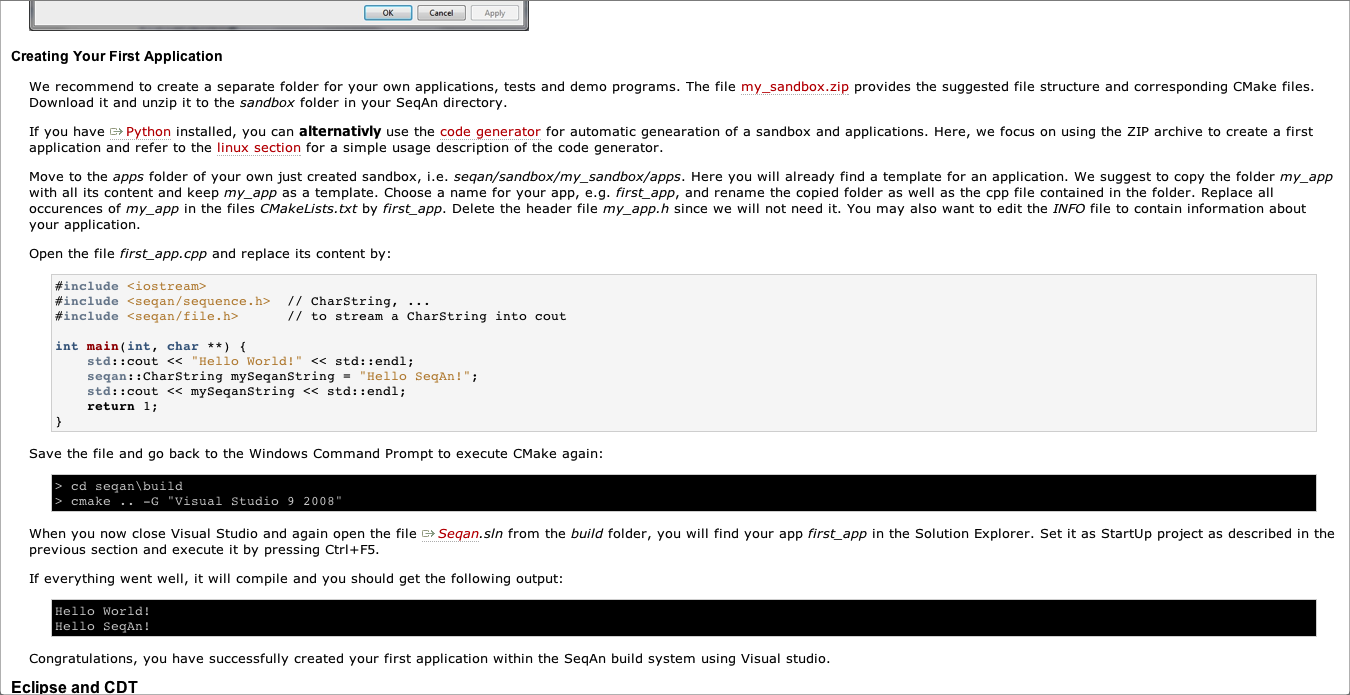 OK Cancel Apply
Creating Your First Application
We recommend to create a separate folder for your own applications, tests and demo programs. The file my_sandbox.zip provides the suggested file structure and corresponding CMake files.
Download it and unzip it to the sandbox folder in your SeqAn directory.
If you have Python installed, you can alternativly use the code generator for automatic genearation of a sandbox and applications. Here, we focus on using the ZIP archive to create a first
application and refer to the linux section for a simple usage description of the code generator.
Move to the apps folder of your own just created sandbox, i.e. seqan/sandbox/my_sandbox/apps. Here you will already find a template for an application. We suggest to copy the folder my_app
with all its content and keep my_app as a template. Choose a name for your app, e.g. first_app, and rename the copied folder as well as the cpp file contained in the folder. Replace all
occurences of my_app in the files CMakeLists.txt by first_app. Delete the header file my_app.h since we will not need it. You may also want to edit the INFO file to contain information about
your application.
Open the file first_app.cpp and replace its content by:
#include <iostream>
#include <seqan/sequence.h>  // CharString, ...
#include <seqan/file.h>      // to stream a CharString into cout
int main(int, char **) {
    std::cout << "Hello World!" << std::endl;
    seqan::CharString mySeqanString = "Hello SeqAn!";
    std::cout << mySeqanString << std::endl;
    return 1;
}
Save the file and go back to the Windows Command Prompt to execute CMake again:
> cd seqan\build
> cmake .. -G "Visual Studio 9 2008"
When you now close Visual Studio and again open the file Seqan.sln from the build folder, you will find your app first_app in the Solution Explorer. Set it as StartUp project as described in the
previous section and execute it by pressing Ctrl+F5.
If everything went well, it will compile and you should get the following output:
Hello World!
Hello SeqAn!
Congratulations, you have successfully created your first application within the SeqAn build system using Visual studio.
Eclipse and CDT